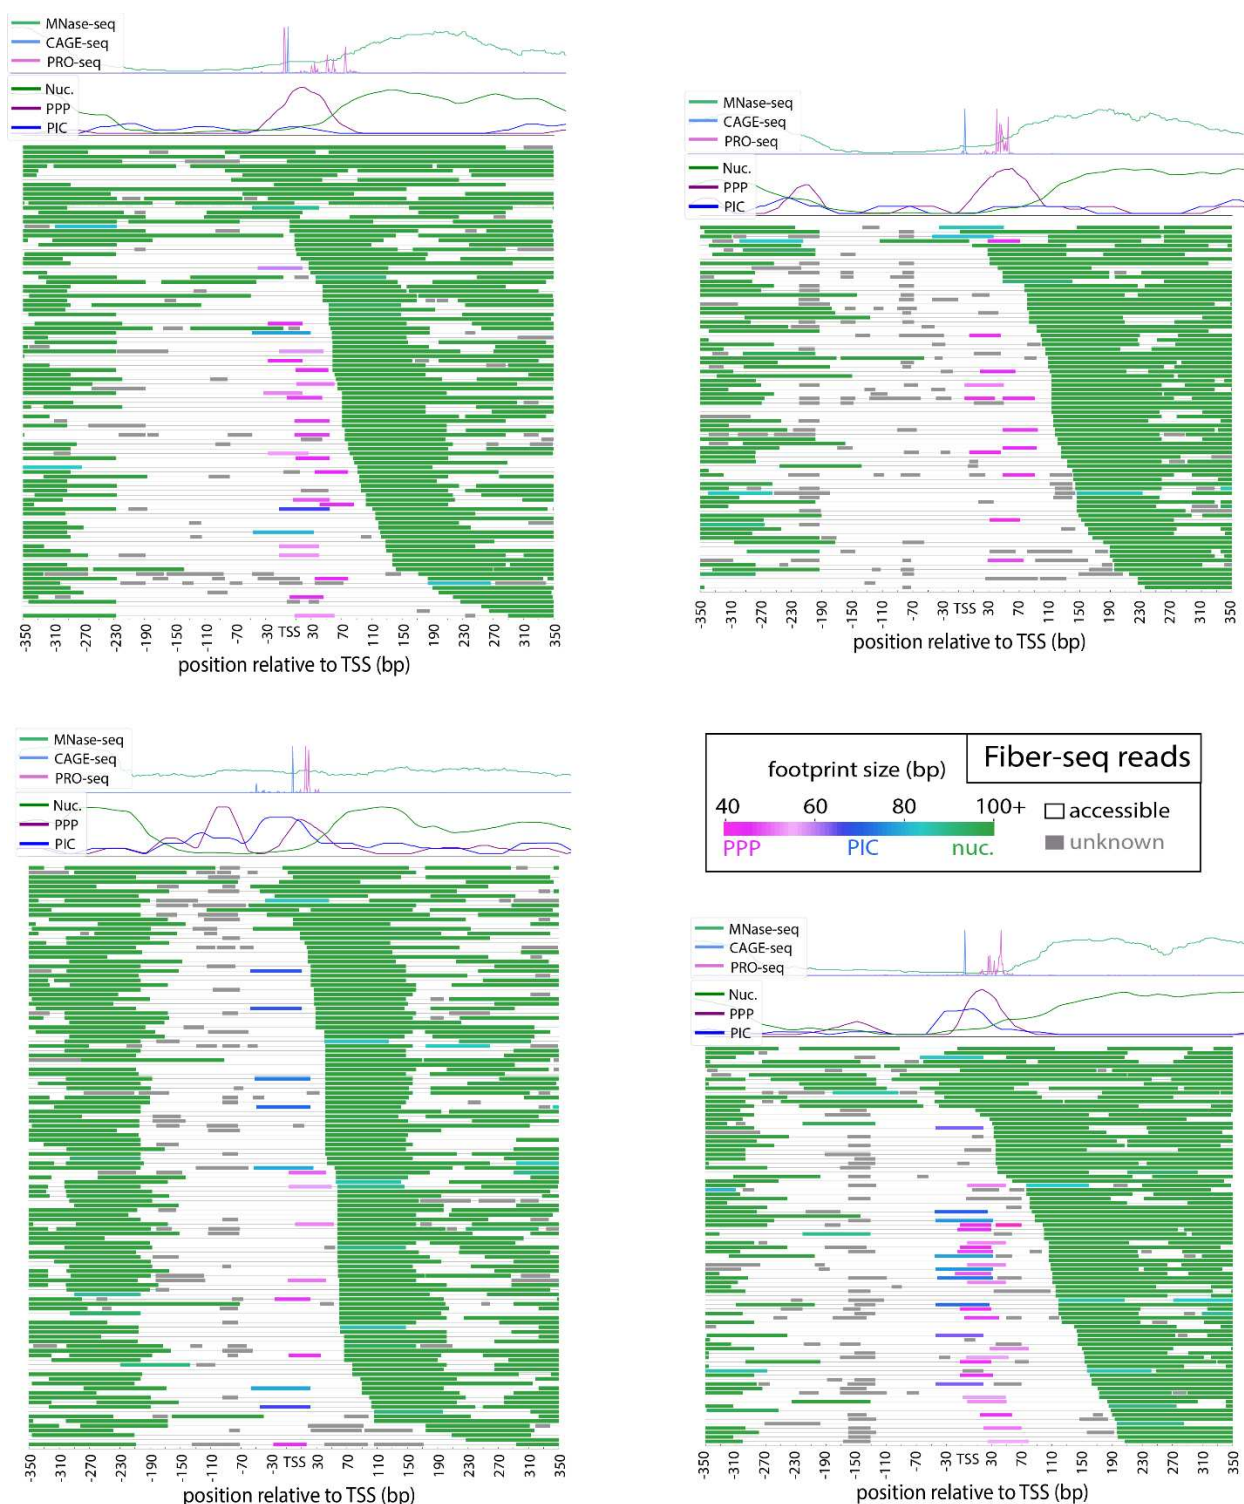 MNase-seq
CAGE-seq
PRO-seq
Nuc.
PPP
PIC
-350 -310 -270 -230 -190 -150 -110 -70 -30 TSS 30 70 110 150 190 230 270 310 350
position relative to TSS (bp)
MNase-seq
CAGE-seq
PRO-seq
Nuc.
PPP
PIC
-350 -310 -270 -230 -190 -150 -110 -70 -30 TSS 30 70 110 150 190 230 270 310 350
position relative to TSS (bp)
MNase-seq
CAGE-seq
PRO-seq
Nuc.
PPP
PIC
-350 -310 -270 -230 -190 -150 -110 -70 -30 TSS 30 70 110 150 190 230 270 310 350
position relative to TSS (bp)
Fiber-seq reads
footprint size (bp)
40 60 80 100+
PPP PIC nuc.
accessible
unknown
MNase-seq
CAGE-seq
PRO-seq
Nuc.
PPP
PIC
-350 -310 -270 -230 -190 -150 -110 -70 -30 TSS 30 70 110 150 190 230 270 310 350
position relative to TSS (bp)